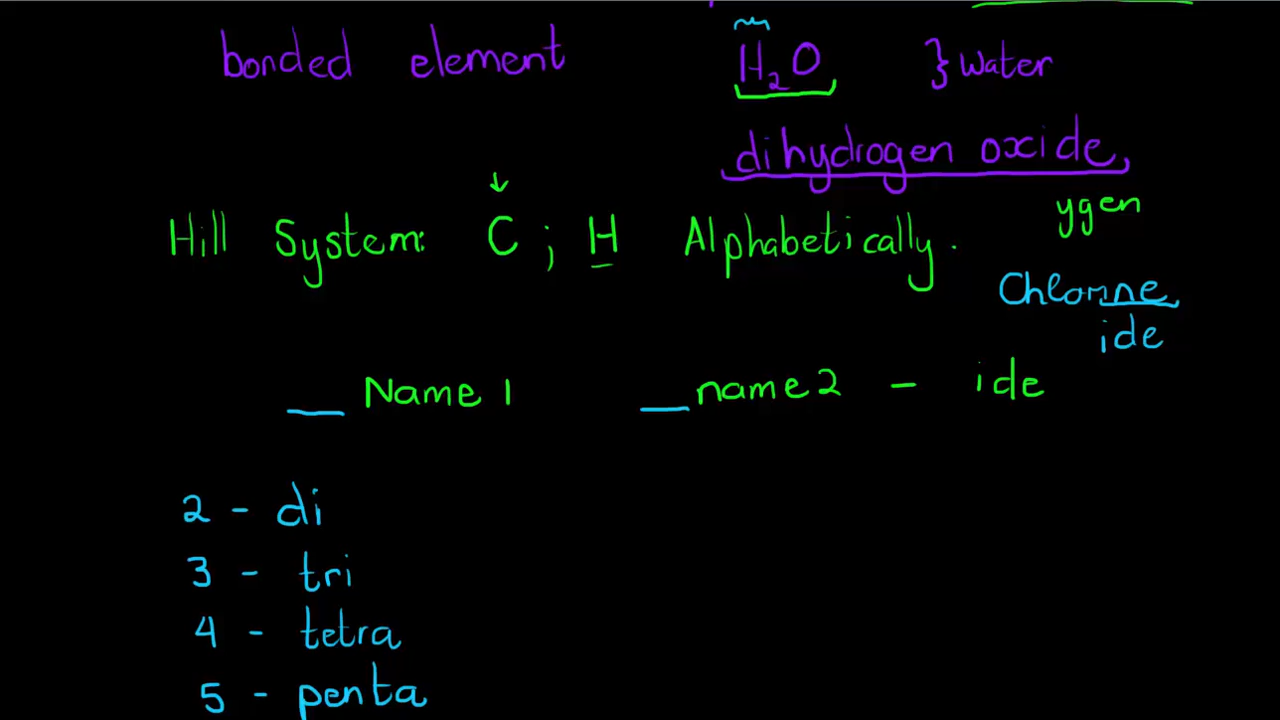 bonded element H₂O } Water
dihydrogen oxide
ygen
Hill System: C ; H Alphabetically.
Chlorine
ide
__ Name 1 __ name 2 - ide
2 - di
3 - tri
4 - tetra
5 - penta